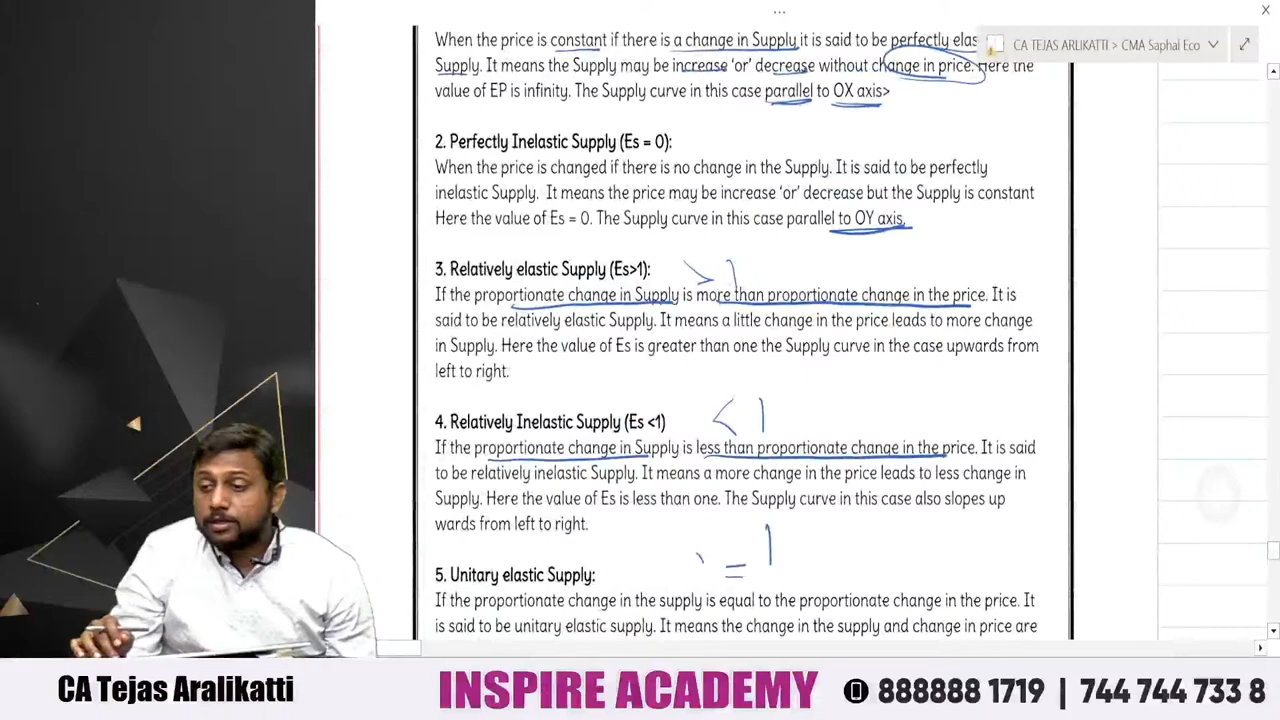 ...
X
When the price is constant if there is a change in Supply it is said to be perfectly elas
CA TEJAS ARLIKATTI > CMA Saphal Eco
Supply. It means the Supply may be increase 'or' decrease without change in price. Here the
value of EP is infinity. The Supply curve in this case parallel to OX axis>
2. Perfectly Inelastic Supply (Es = 0):
When the price is changed if there is no change in the Supply. It is said to be perfectly
inelastic Supply. It means the price may be increase 'or' decrease but the Supply is constant
Here the value of Es = 0. The Supply curve in this case parallel to OY axis.
3. Relatively elastic Supply (Es>1): > 1
If the proportionate change in Supply is more than proportionate change in the price. It is
said to be relatively elastic Supply. It means a little change in the price leads to more change
in Supply. Here the value of Es is greater than one the Supply curve in the case upwards from
left to right.
4. Relatively Inelastic Supply (Es <1) < 1
If the proportionate change in Supply is less than proportionate change in the price. It is said
to be relatively inelastic Supply. It means a more change in the price leads to less change in
Supply. Here the value of Es is less than one. The Supply curve in this case also slopes up
wards from left to right.
= 1
5. Unitary elastic Supply:
If the proportionate change in the supply is equal to the proportionate change in the price. It
is said to be unitary elastic supply. It means the change in the supply and change in price are
CA Tejas Aralikatti INSPIRE ACADEMY 888888 1719 | 744 744 733 8